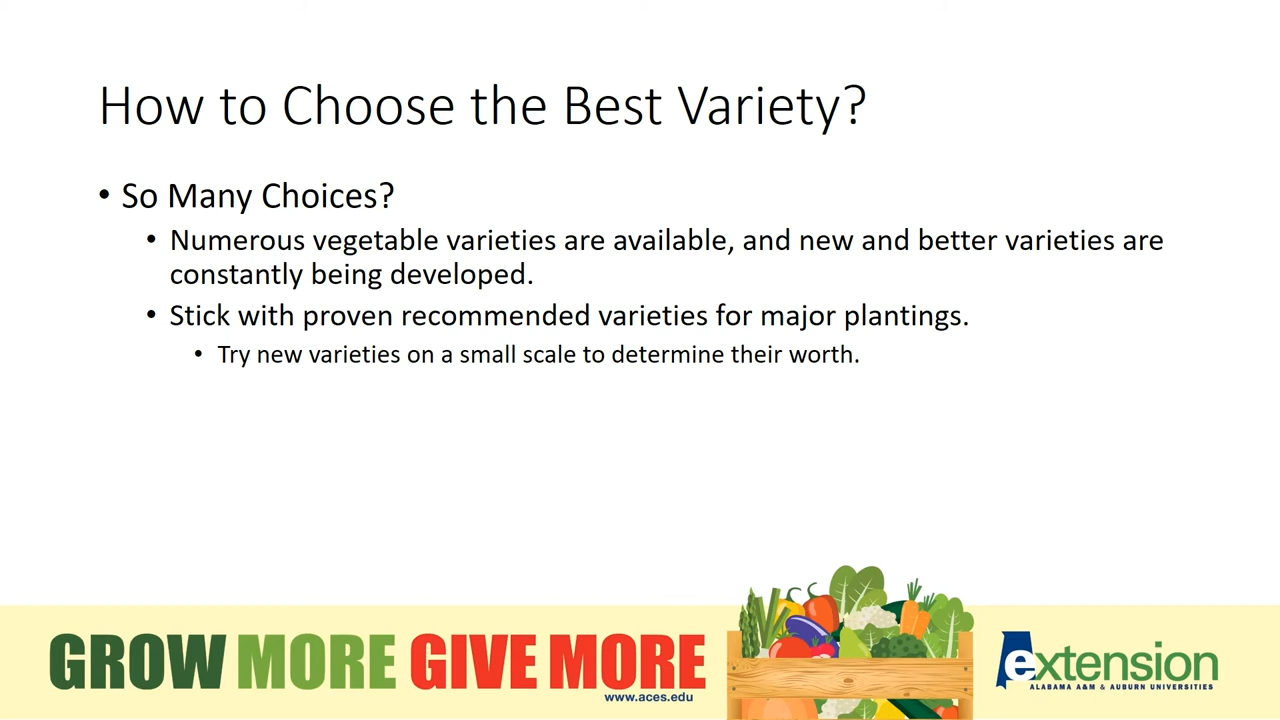 How to Choose the Best Variety?
• So Many Choices?
• Numerous vegetable varieties are available, and new and better varieties are
constantly being developed.
• Stick with proven recommended varieties for major plantings.
• Try new varieties on a small scale to determine their worth.
GROW MORE GIVE MORE
www.aces.edu
extension
ALABAMA A&M & AUBURN UNIVERSITIES